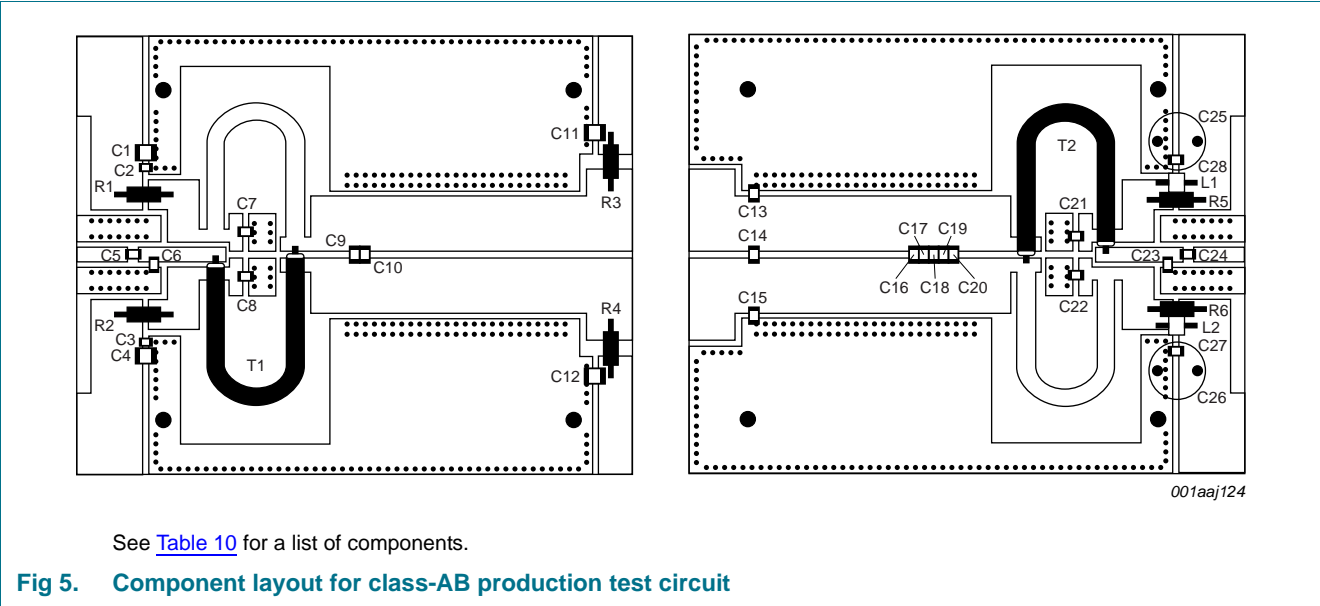 C1
C2
R1
C5
C6
R2
C3
C4
C7
C8
T1
C9
C10
C11
R3
R4
C12
C13
C14
C15
C17
C19
C16
C18
C20
T2
C21
C22
C25
C28
L1
R5
C23
C24
R6
L2
C27
C26
001aaj124
See Table 10 for a list of components.
Fig 5. Component layout for class-AB production test circuit